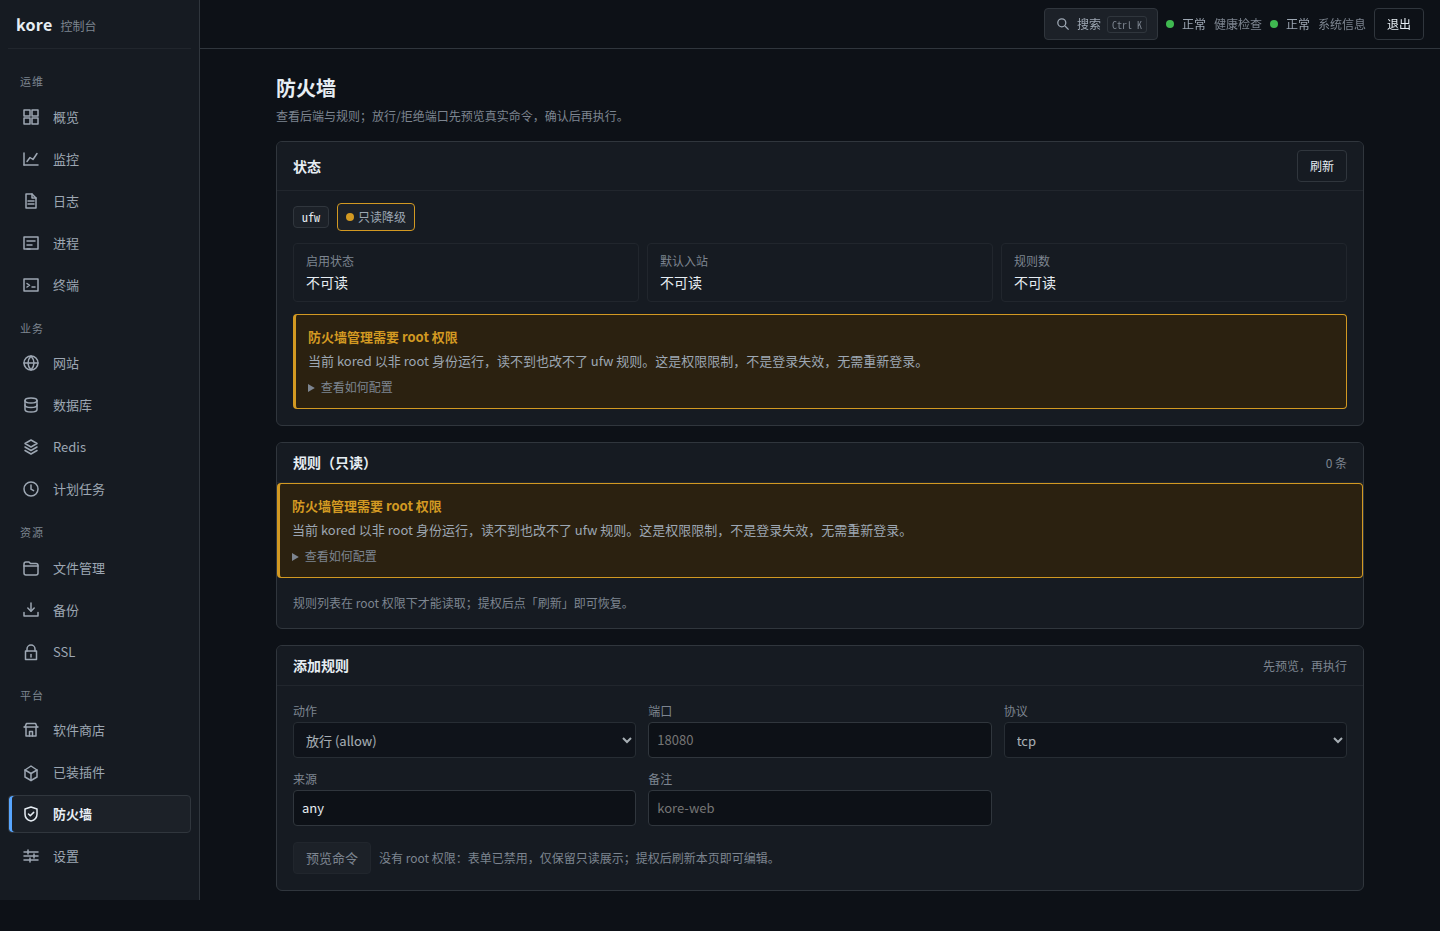 kore 控制台
搜索 Ctrl K 正常 健康检查 正常 系统信息 退出
运维
概览
监控
日志
进程
终端
业务
网站
数据库
Redis
计划任务
资源
文件管理
备份
SSL
平台
软件商店
已装插件
防火墙
设置
防火墙
查看后端与规则；放行/拒绝端口先预览真实命令，确认后再执行。
状态 刷新
ufw 只读降级
启用状态 默认入站 规则数
不可读 不可读 不可读
防火墙管理需要 root 权限
当前 kored 以非 root 身份运行，读不到也改不了 ufw 规则。这是权限限制，不是登录失效，无需重新登录。
查看如何配置
规则（只读） 0 条
防火墙管理需要 root 权限
当前 kored 以非 root 身份运行，读不到也改不了 ufw 规则。这是权限限制，不是登录失效，无需重新登录。
查看如何配置
规则列表在 root 权限下才能读取；提权后点「刷新」即可恢复。
添加规则 先预览，再执行
动作 端口 协议
放行 (allow) 18080 tcp
来源 备注
any kore-web
预览命令 没有 root 权限：表单已禁用，仅保留只读展示；提权后刷新本页即可编辑。